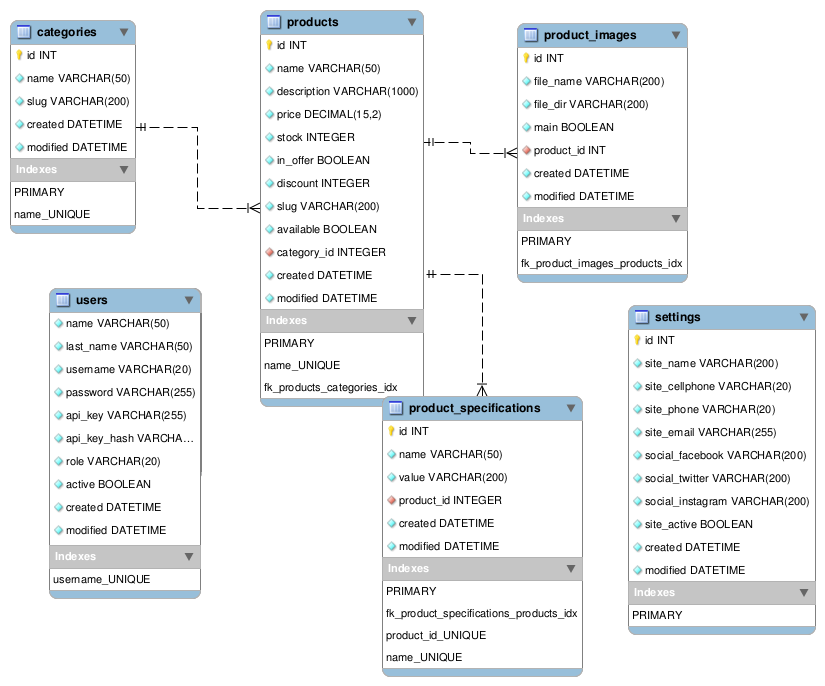 categories
id INT
name VARCHAR(50)
slug VARCHAR(200)
created DATETIME
modified DATETIME
Indexes
PRIMARY
name_UNIQUE
products
id INT
name VARCHAR(50)
description VARCHAR(1000)
price DECIMAL(15,2)
stock INTEGER
in_offer BOOLEAN
discount INTEGER
slug VARCHAR(200)
available BOOLEAN
category_id INTEGER
created DATETIME
modified DATETIME
Indexes
PRIMARY
name_UNIQUE
fk_products_categories_idx
product_images
id INT
file_name VARCHAR(200)
file_dir VARCHAR(200)
main BOOLEAN
product_id INT
created DATETIME
modified DATETIME
Indexes
PRIMARY
fk_product_images_products_idx
users
name VARCHAR(50)
last_name VARCHAR(50)
username VARCHAR(20)
password VARCHAR(255)
api_key VARCHAR(255)
api_key_hash VARCHA...
role VARCHAR(20)
active BOOLEAN
created DATETIME
modified DATETIME
Indexes
username_UNIQUE
product_specifications
id INT
name VARCHAR(50)
value VARCHAR(200)
product_id INTEGER
created DATETIME
modified DATETIME
Indexes
PRIMARY
fk_product_specifications_products_idx
product_id_UNIQUE
name_UNIQUE
settings
id INT
site_name VARCHAR(200)
site_cellphone VARCHAR(20)
site_phone VARCHAR(20)
site_email VARCHAR(255)
social_facebook VARCHAR(200)
social_twitter VARCHAR(200)
social_instagram VARCHAR(200)
site_active BOOLEAN
created DATETIME
modified DATETIME
Indexes
PRIMARY